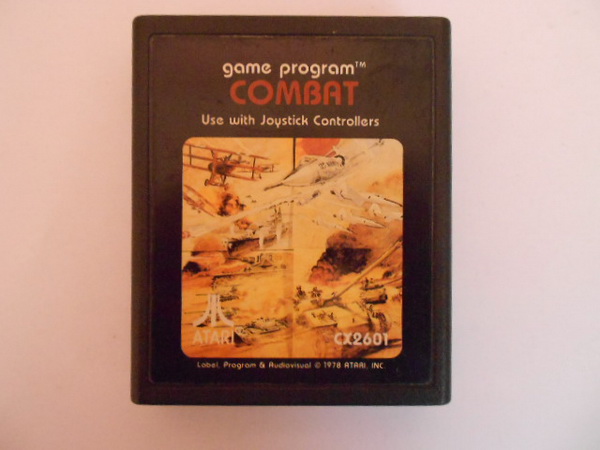 game program™
COMBAT
Use with Joystick Controllers
ATARI
CX2601
Label, Program & Audiovisual © 1978 ATARI, INC.